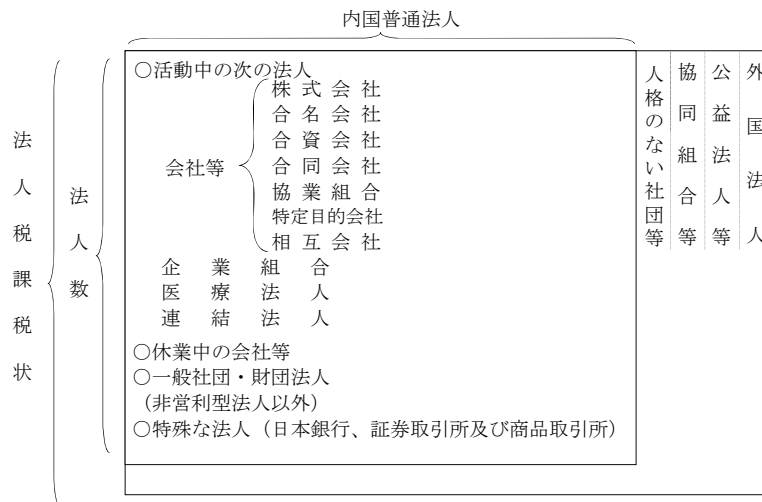 内国普通法人
法人税課税状
法人数
○活動中の次の法人
会社等
株式会社
合名会社
合資会社
合同会社
協業組合
特定目的会社
相互会社
企業組合
医療法人
連結法人
○休業中の会社等
○一般社団・財団法人
（非営利型法人以外）
○特殊な法人（日本銀行、証券取引所及び商品取引所）
人格のない社団等
協同組合等
公益法人等
外国法人